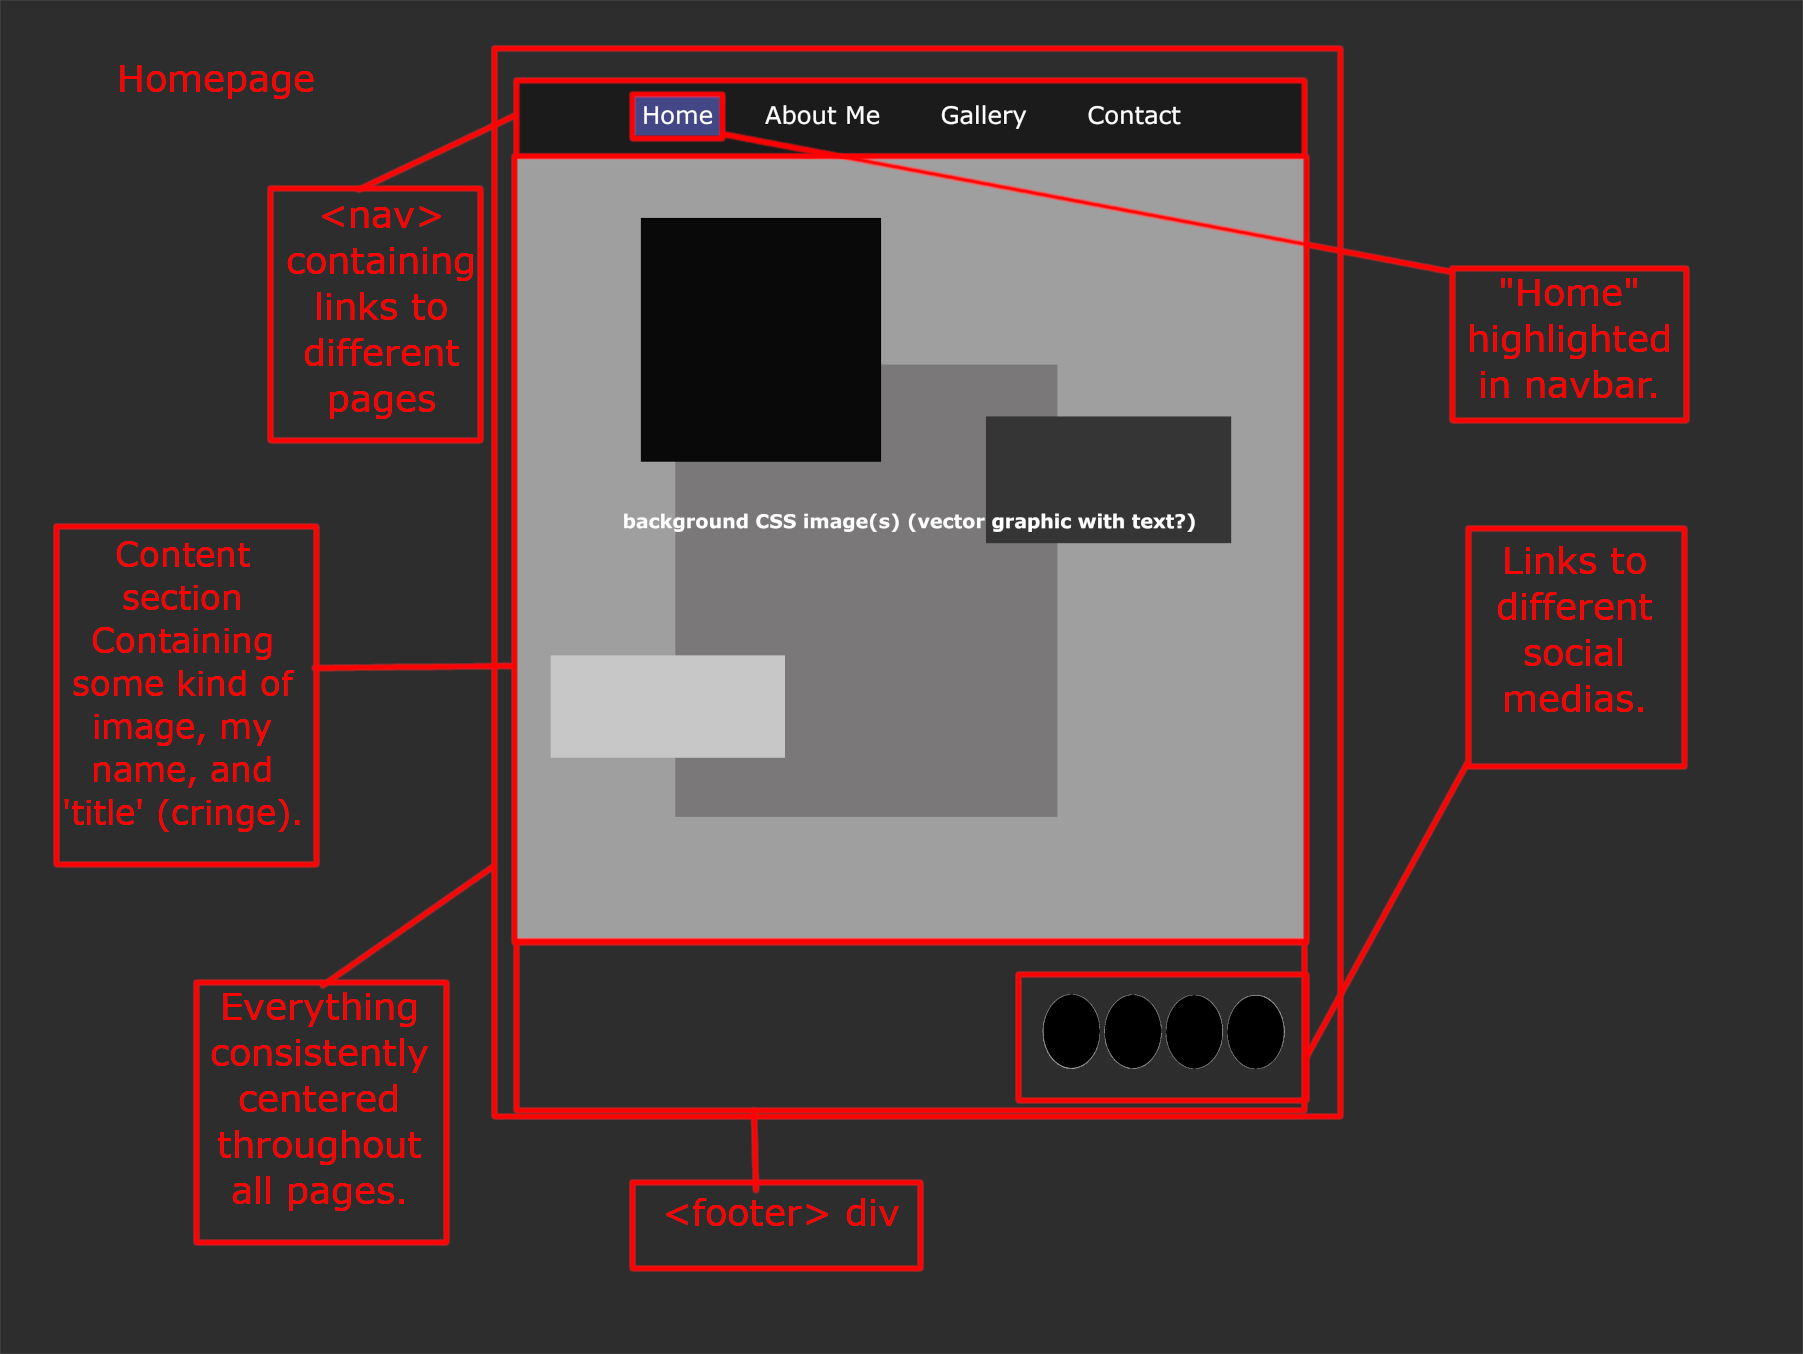 Homepage
Home About Me Gallery Contact
<nav>
containing
links to
different
pages
"Home"
highlighted
in navbar.
background CSS image(s) (vector graphic with text?)
Content
section
Containing
some kind of
image, my
name, and
'title' (cringe).
Links to
different
social
medias.
Everything
consistently
centered
throughout
all pages.
<footer> div